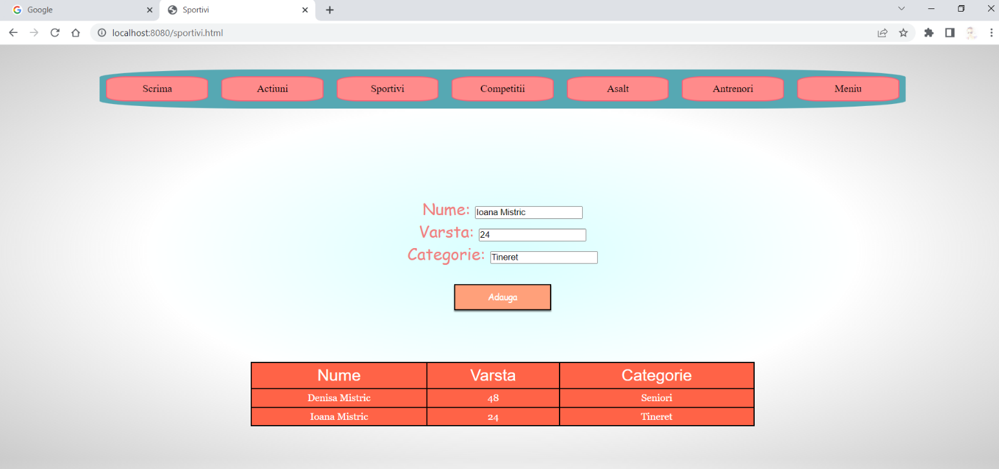 Google
Sportivi
localhost:8080/sportivi.html
Scrima Actiuni Sportivi Competitii Asalt Antrenori Meniu
Nume: Ioana Mistric
Varsta: 24
Categorie: Tineret
Adauga
Nume Varsta Categorie
Denisa Mistric 48 Seniori
Ioana Mistric 24 Tineret